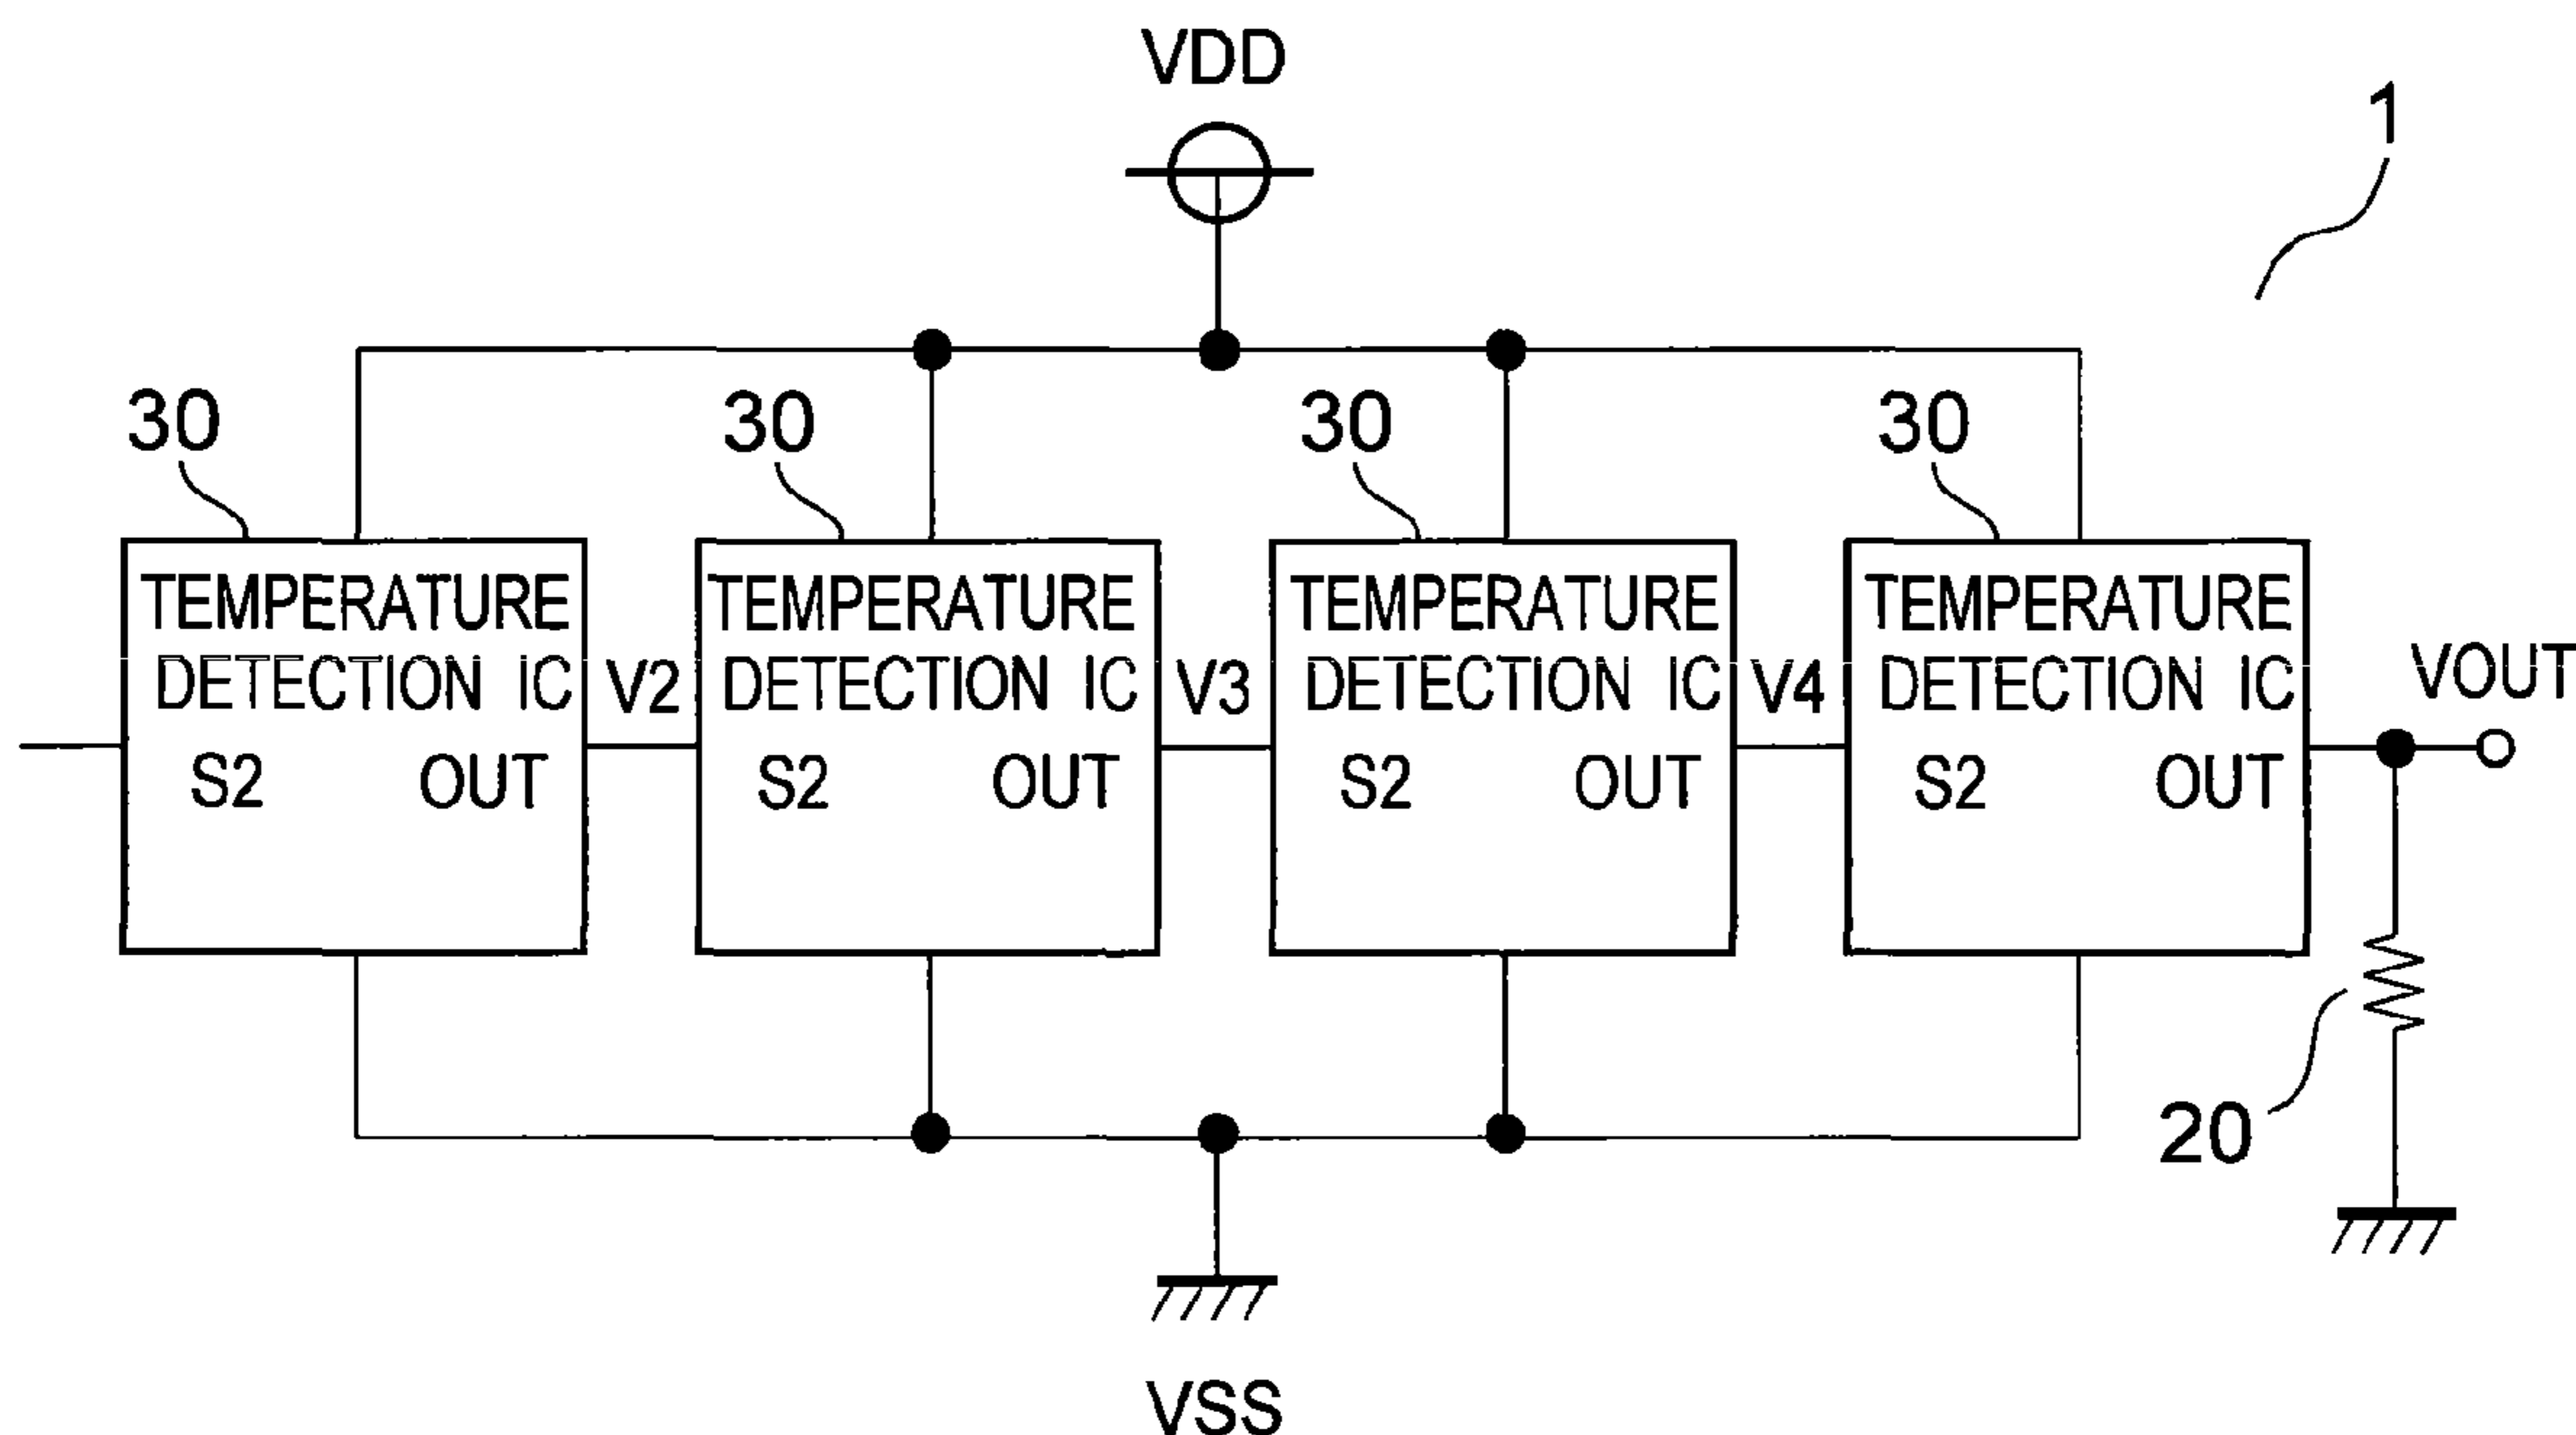 VDD
1
30 30 30 30
TEMPERATURE TEMPERATURE TEMPERATURE TEMPERATURE
DETECTION IC V2 DETECTION IC V3 DETECTION IC V4 DETECTION IC VOUT
S2 OUT S2 OUT S2 OUT S2 OUT
20
VSS